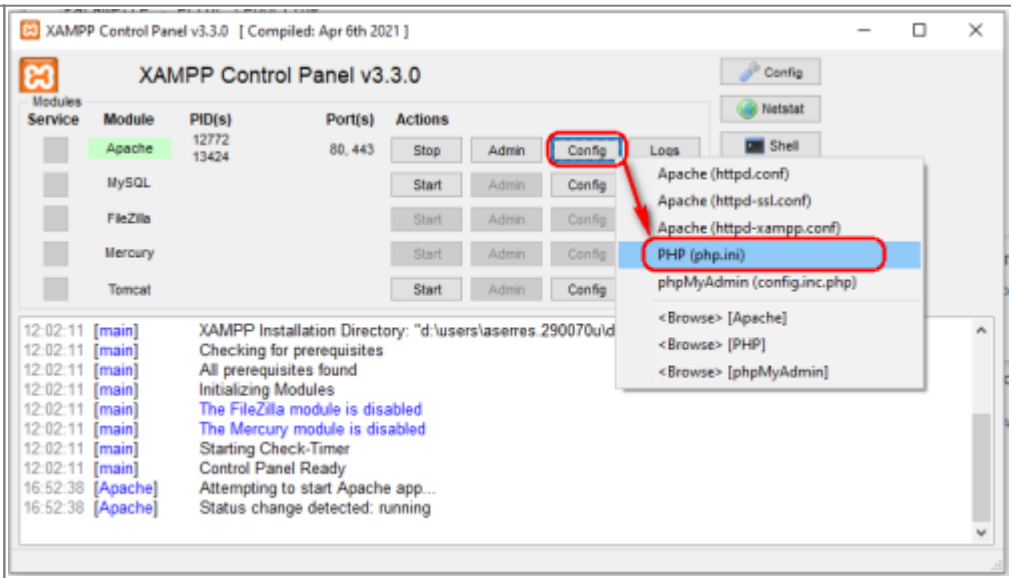 XAMPP Control Panel v3.3.0 [ Compiled: Apr 6th 2021 ]
XAMPP Control Panel v3.3.0
Config
Netstat
Shell
Modules
Service Module PID(s) Port(s) Actions
Apache 12772 13424 80, 443 Stop Admin Config Logs
MySQL Start Admin Config
FileZilla Start Admin Config
Mercury Start Admin Config
Tomcat Start Admin Config
Apache (httpd.conf)
Apache (httpd-ssl.conf)
Apache (httpd-xampp.conf)
PHP (php.ini)
phpMyAdmin (config.inc.php)
<Browse> [Apache]
<Browse> [PHP]
<Browse> [phpMyAdmin]
12:02:11 [main] XAMPP Installation Directory: "d:\users\aserres.290070u\d
12:02:11 [main] Checking for prerequisites
12:02:11 [main] All prerequisites found
12:02:11 [main] Initializing Modules
12:02:11 [main] The FileZilla module is disabled
12:02:11 [main] The Mercury module is disabled
12:02:11 [main] Starting Check-Timer
12:02:11 [main] Control Panel Ready
16:52:38 [Apache] Attempting to start Apache app...
16:52:38 [Apache] Status change detected: running